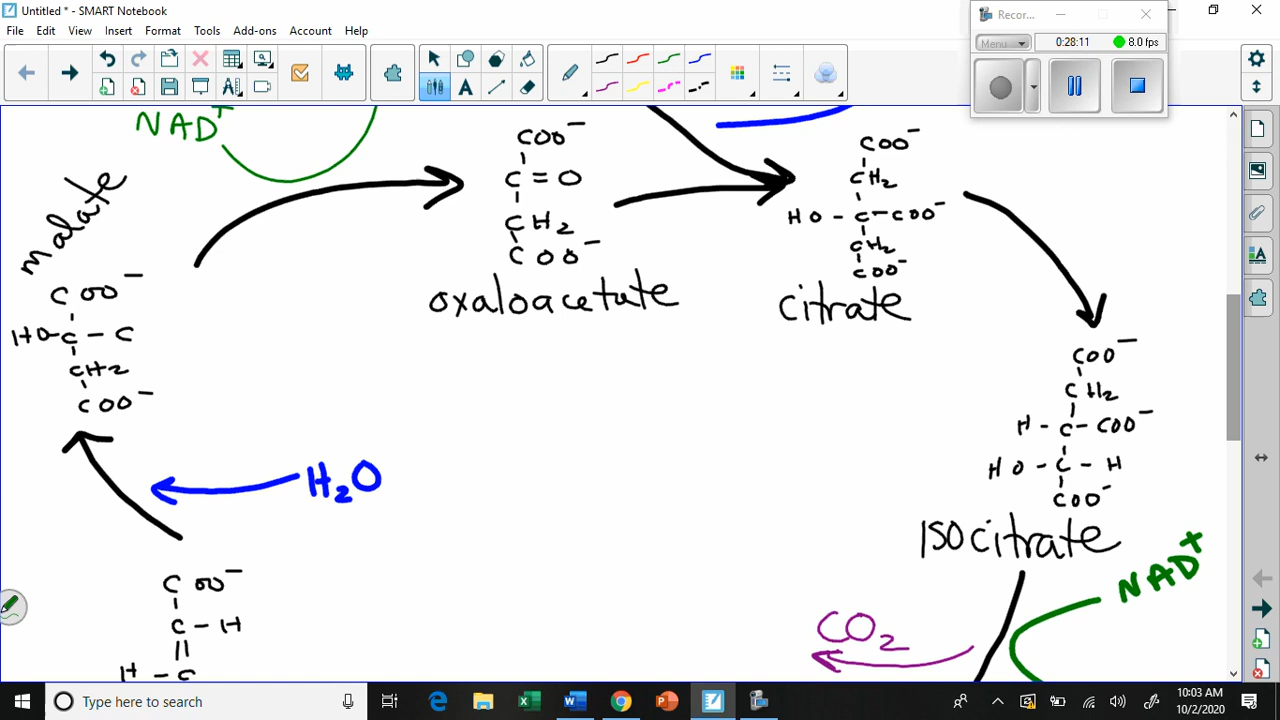 Untitled * - SMART Notebook
File Edit View Insert Format Tools Add-ons Account Help
Recor...
Menu
0:28:11
8.0 fps
NAD+
malate
COO−
HO-C-C
CH2
COO−
COO−
C=O
CH2
COO−
oxaloacetate
COO−
CH2
HO-C-COO−
CH2
COO−
citrate
COO−
CH2
H-C-COO−
HO-C-H
COO−
Isocitrate
H2O
COO−
C-H
H-C
CO2
NAD+
Type here to search
10:03 AM
10/2/2020